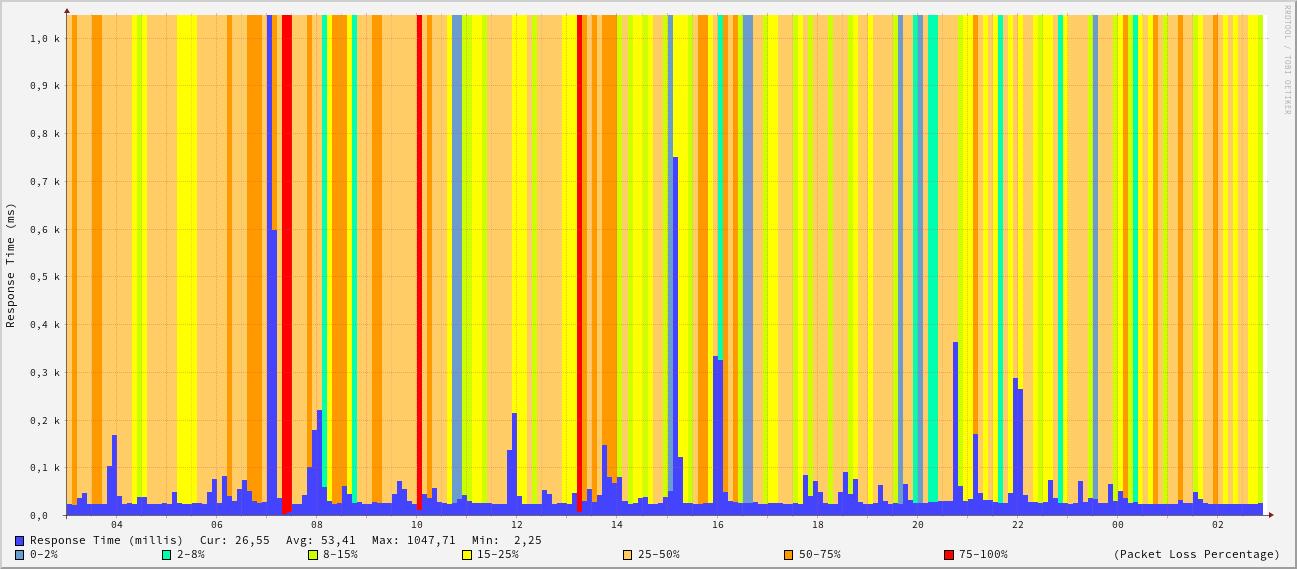 RRDTOOL / TOBI OETIKER
Response Time (ms)
1,0 k
0,9 k
0,8 k
0,7 k
0,6 k
0,5 k
0,4 k
0,3 k
0,2 k
0,1 k
0,0
04 06 08 10 12 14 16 18 20 22 00 02
Response Time (millis) Cur: 26,55 Avg: 53,41 Max: 1047,71 Min: 2,25
0-2% 2-8% 8-15% 15-25% 25-50% 50-75% 75-100% (Packet Loss Percentage)